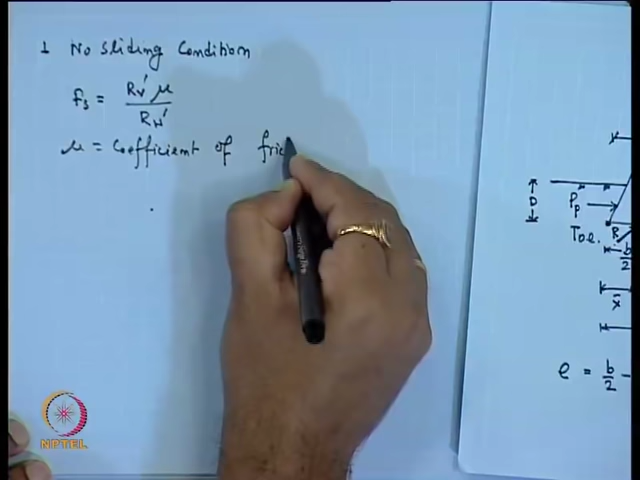 1 No sliding Condition
Fs = Rv' μ / RH'
μ = Coefficient of fric
D
Pp
Toe.
R
b/2
x̄
e = b/2 -
NPTEL